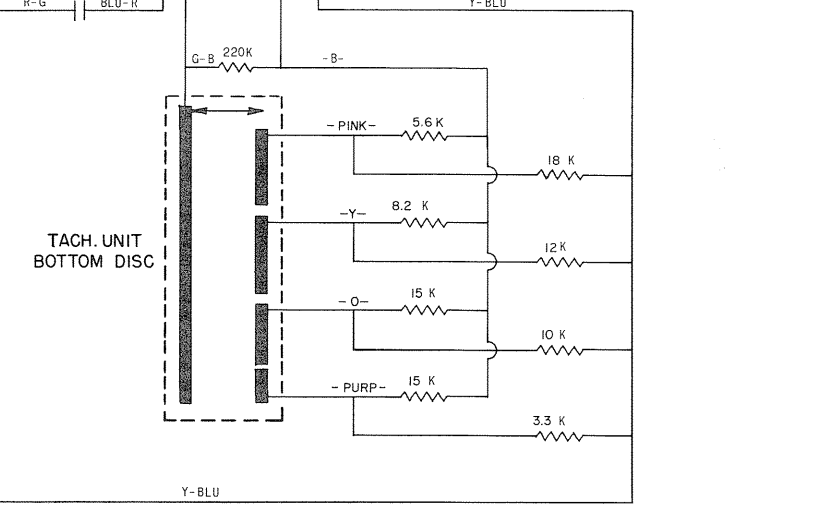 R-G
BLU-R
Y-BLU
G-B 220K
-B-
-PINK-
5.6 K
18 K
-Y-
8.2 K
12 K
TACH. UNIT
BOTTOM DISC
-O-
15 K
10 K
-PURP-
15 K
3.3 K
Y-BLU